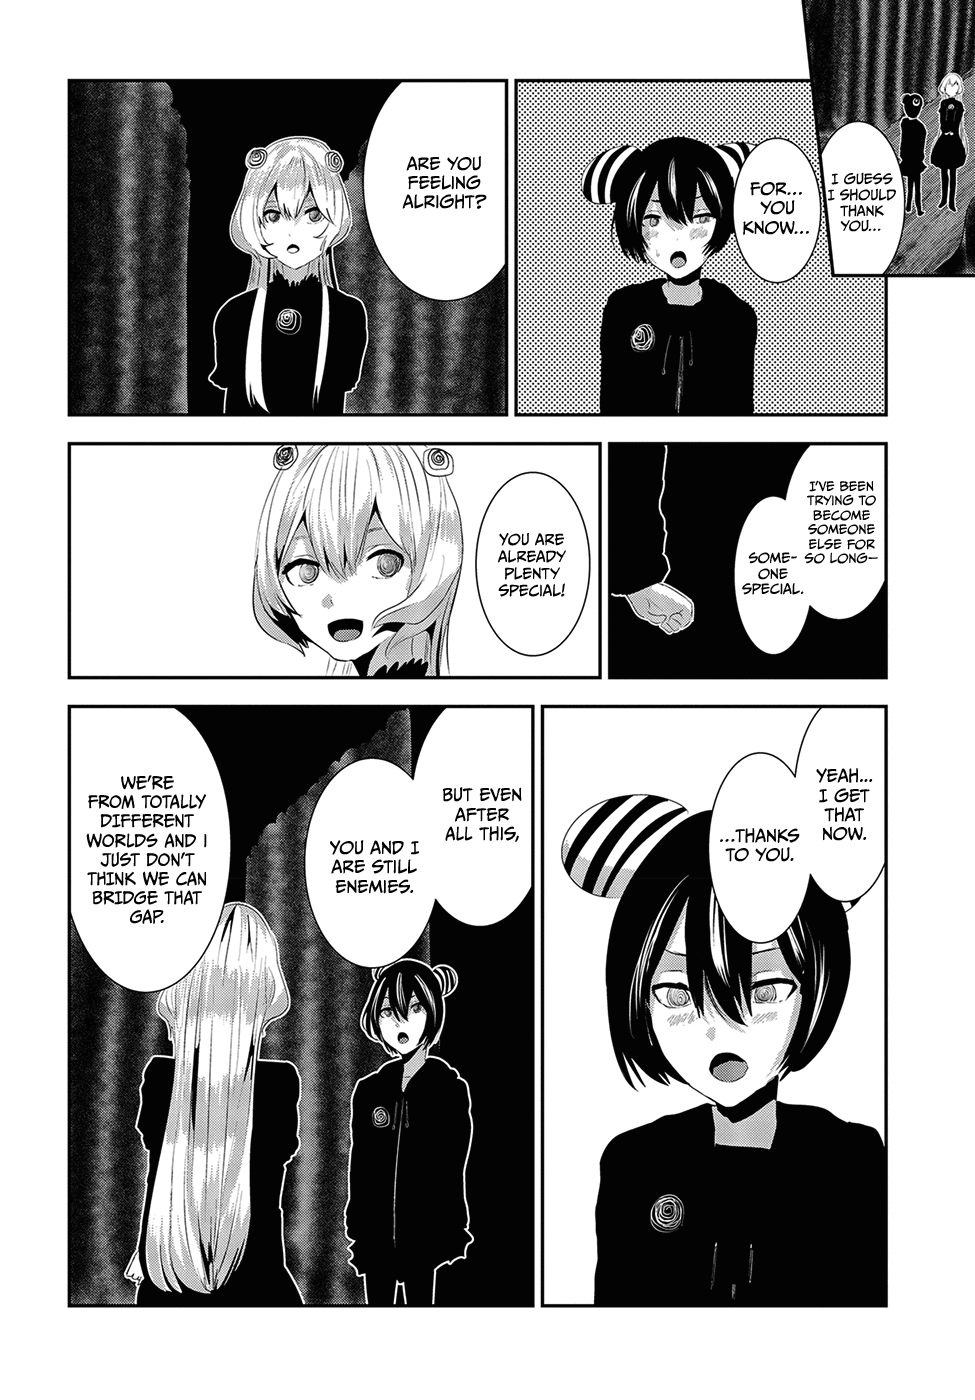 I GUESS
I SHOULD
THANK
YOU...
FOR...
YOU
KNOW...
ARE YOU
FEELING
ALRIGHT?
I'VE BEEN
TRYING TO
BECOME
SOMEONE
ELSE FOR
SO LONG—
SOME-
ONE
SPECIAL.
YOU ARE
ALREADY
PLENTY
SPECIAL!
YEAH...
I GET
THAT
NOW.
...THANKS
TO YOU.
BUT EVEN
AFTER
ALL THIS,
YOU AND I
ARE STILL
ENEMIES.
WE'RE
FROM TOTALLY
DIFFERENT
WORLDS AND I
JUST DON'T
THINK WE CAN
BRIDGE THAT
GAP.